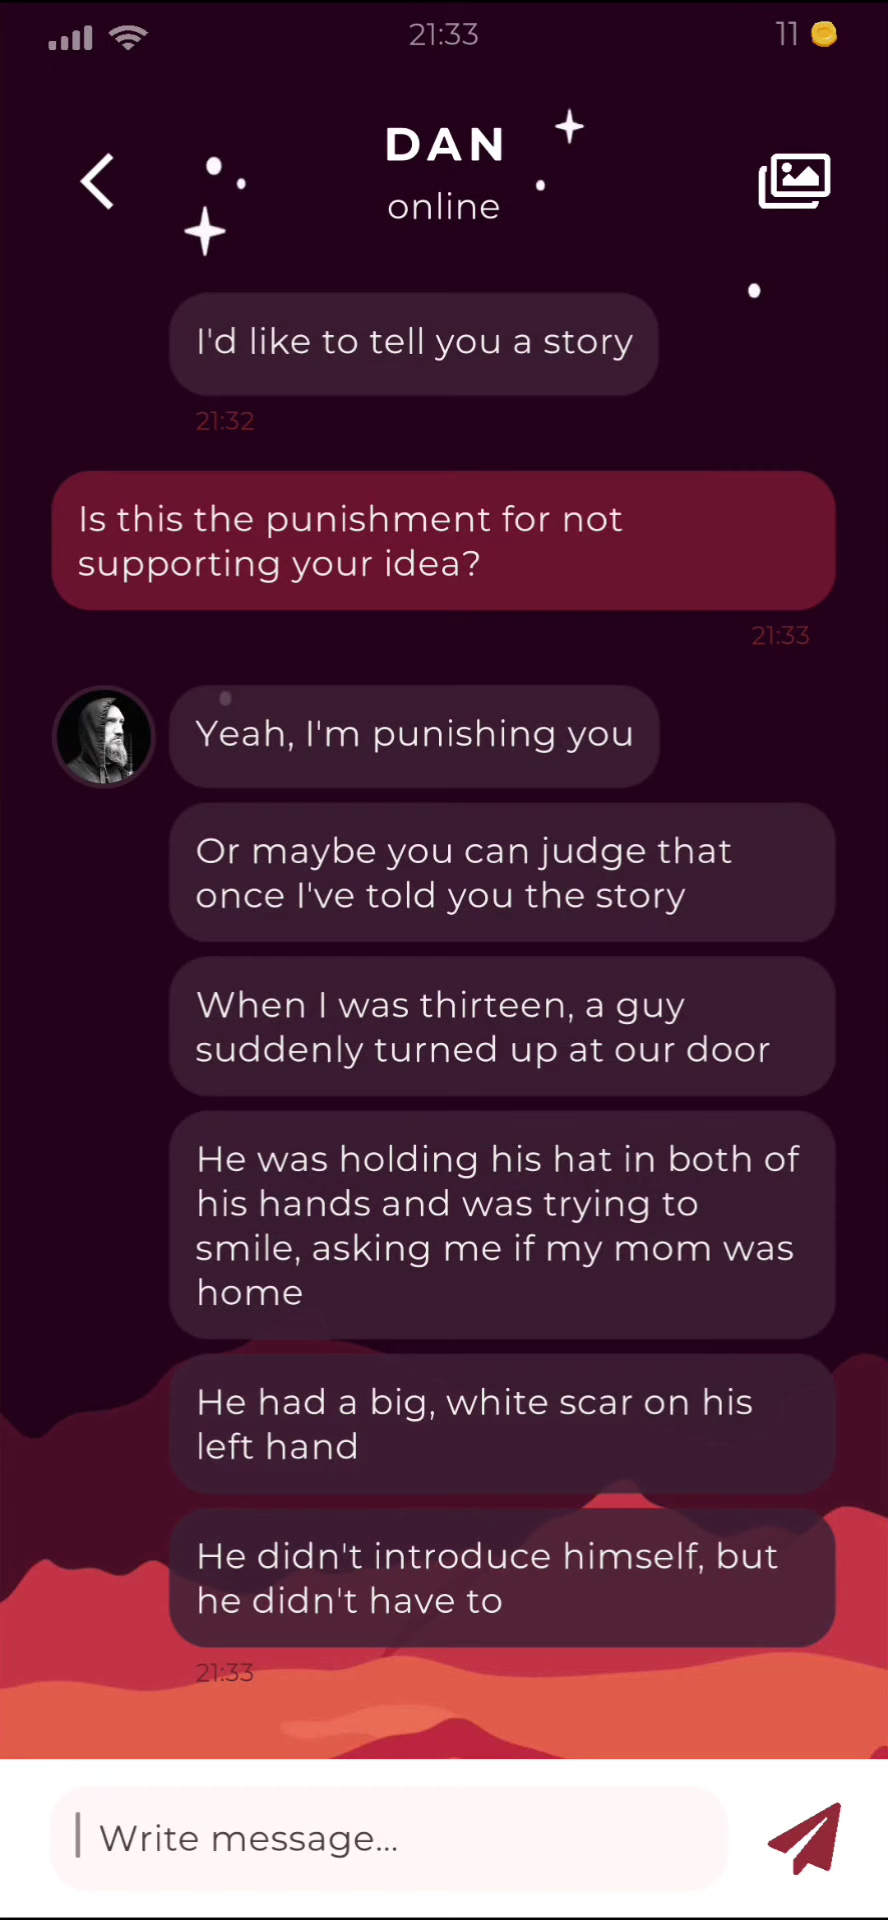 21:33
11
DAN
online
I'd like to tell you a story
21:32
Is this the punishment for not
supporting your idea?
21:33
Yeah, I'm punishing you
Or maybe you can judge that
once I've told you the story
When I was thirteen, a guy
suddenly turned up at our door
He was holding his hat in both of
his hands and was trying to
smile, asking me if my mom was
home
He had a big, white scar on his
left hand
He didn't introduce himself, but
he didn't have to
21:33
Write message...